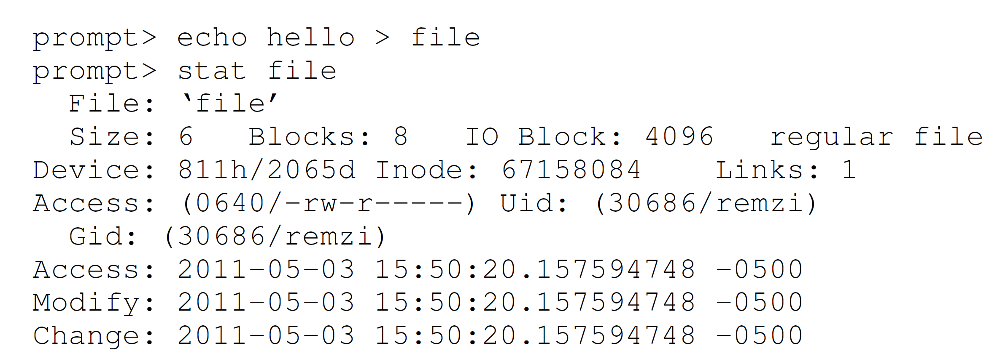 prompt> echo hello > file
prompt> stat file
  File: ‘file’
  Size: 6   Blocks: 8   IO Block: 4096   regular file
Device: 811h/2065d Inode: 67158084    Links: 1
Access: (0640/-rw-r-----) Uid: (30686/remzi)
  Gid: (30686/remzi)
Access: 2011-05-03 15:50:20.157594748 -0500
Modify: 2011-05-03 15:50:20.157594748 -0500
Change: 2011-05-03 15:50:20.157594748 -0500